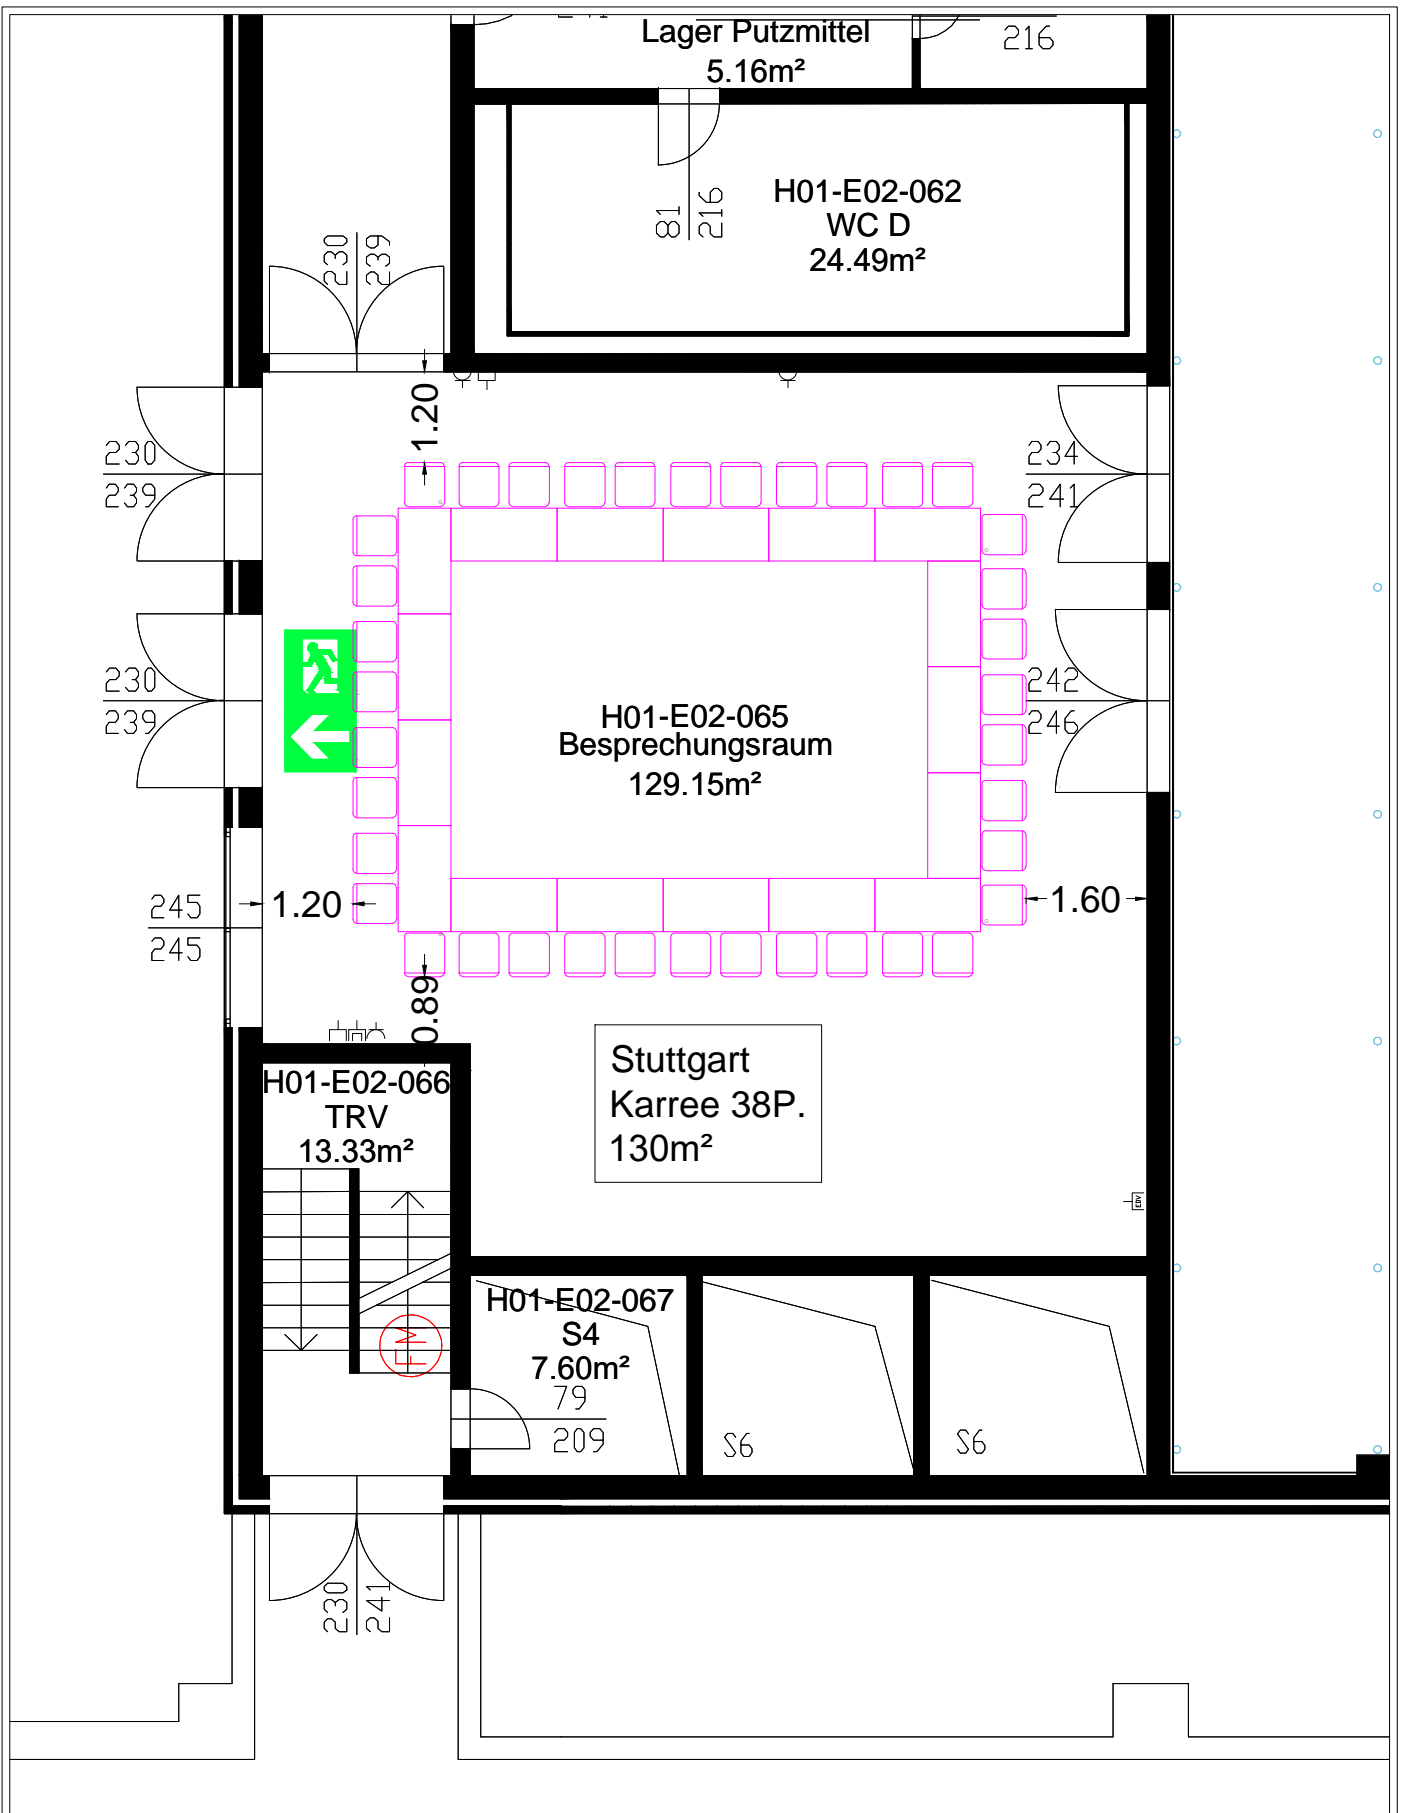 Lager Putzmittel
5.16m²
216
H01-E02-062
WC D
24.49m²
81
216
230
239
1.20
230
239
234
241
230
239
242
246
H01-E02-065
Besprechungsraum
129.15m²
245
245
1.20
1.60
0.89
Stuttgart
Karree 38P.
130m²
H01-E02-066
TRV
13.33m²
EDV
FM
H01-E02-067
S4
7.60m²
79
209
S6
S6
230
241